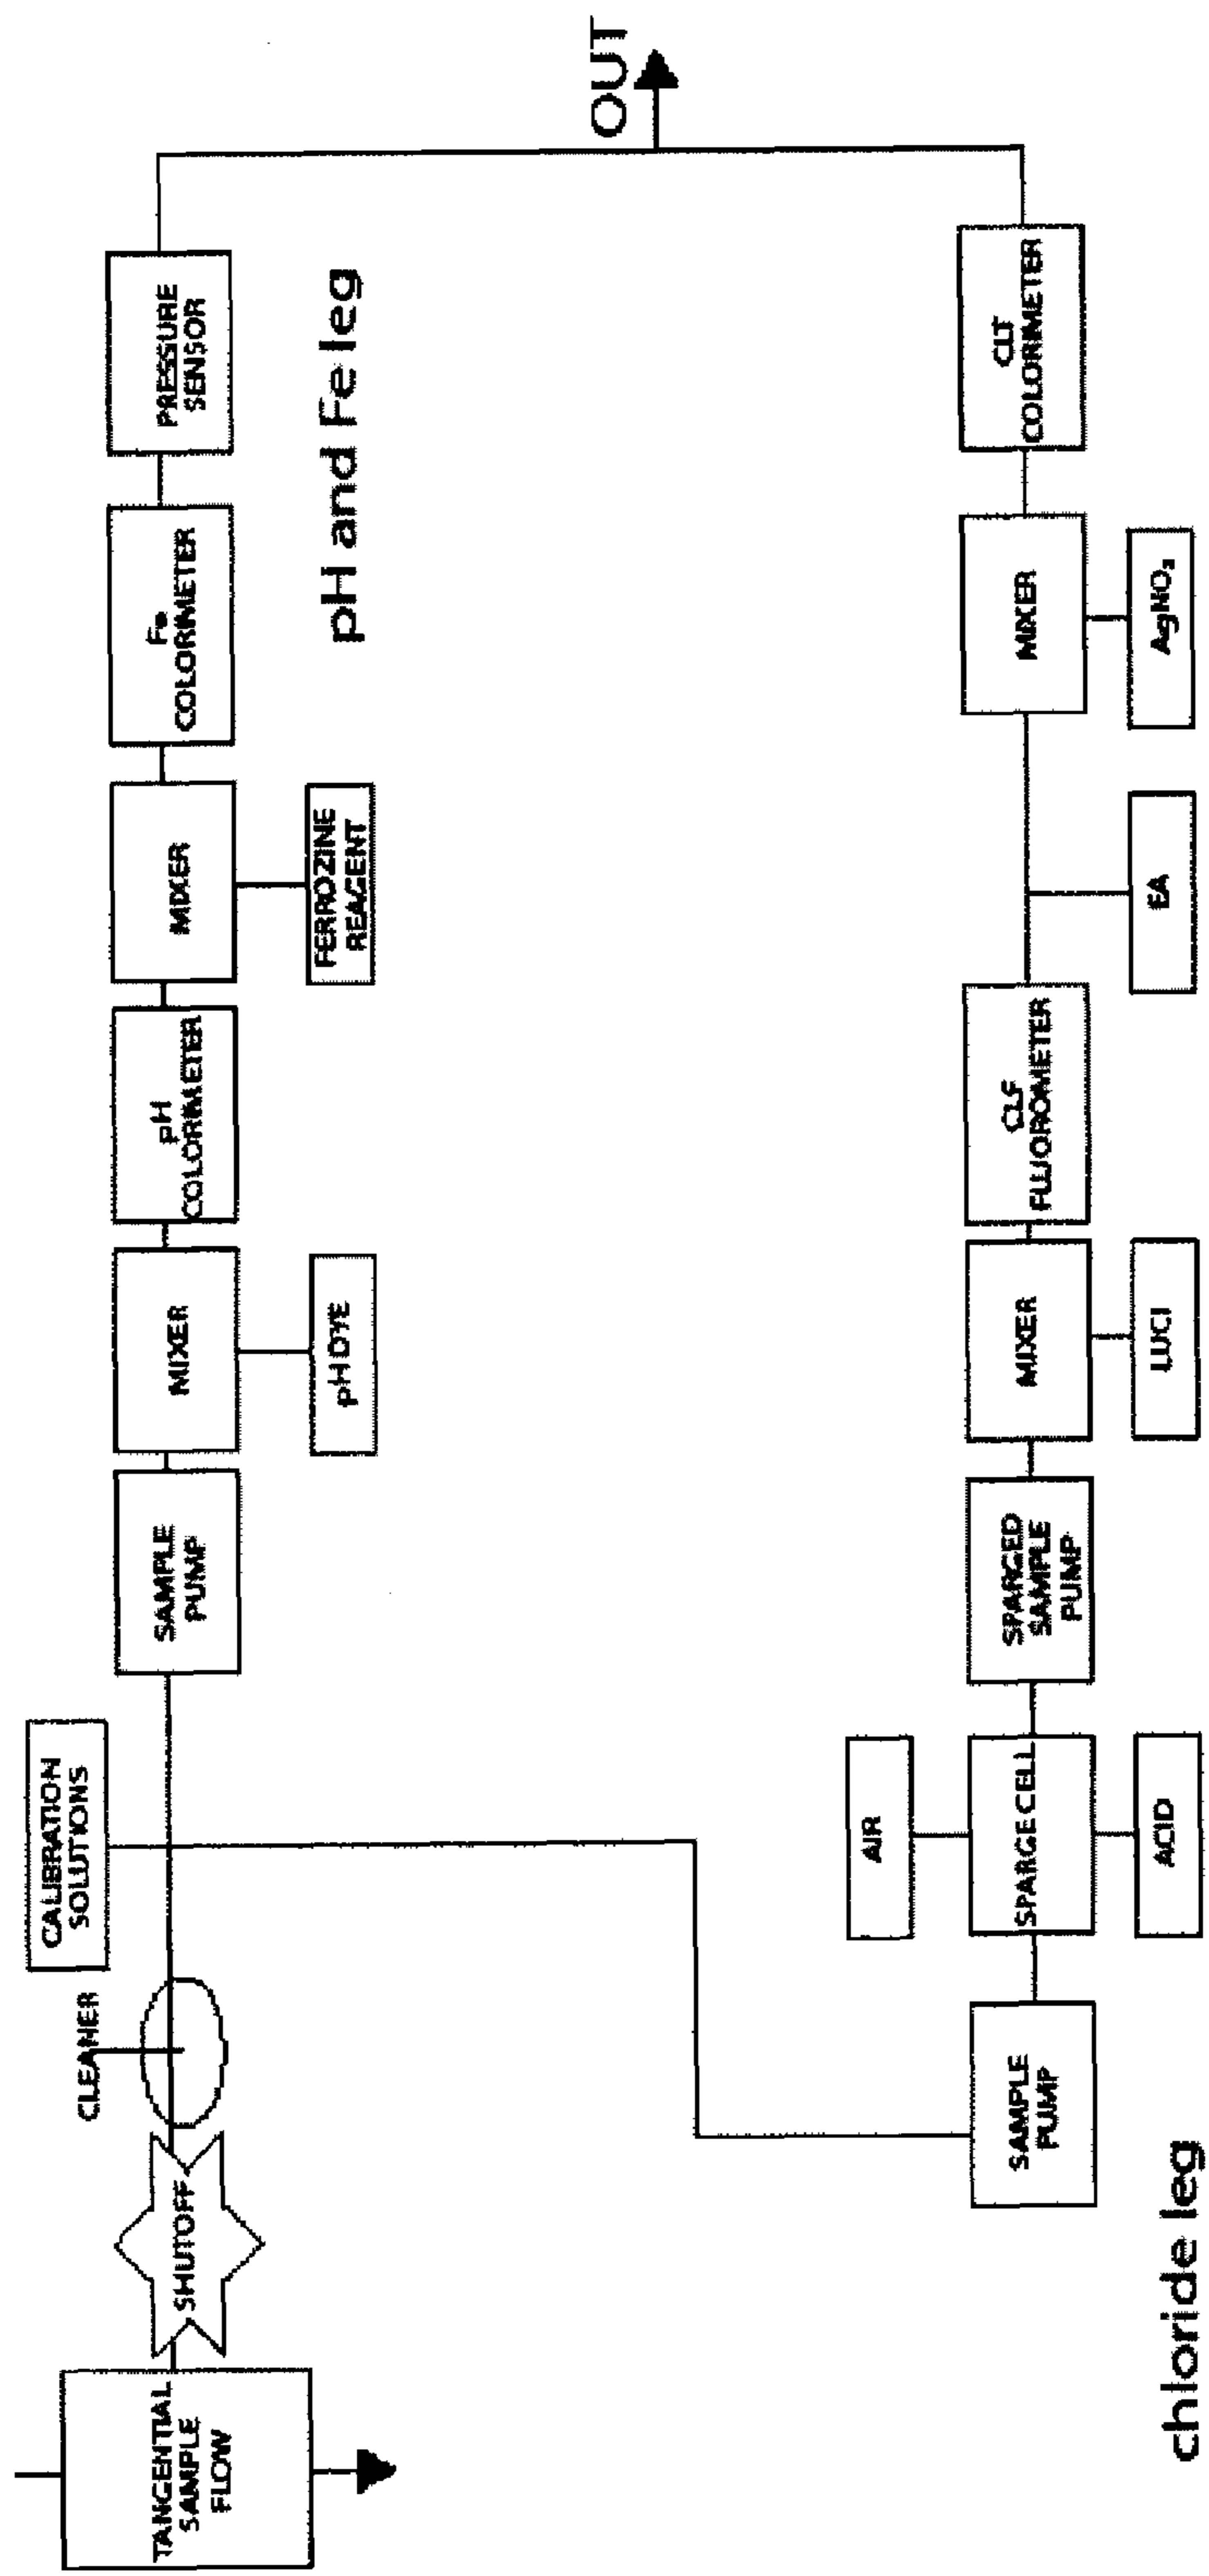 TANGENTIAL
SAMPLE
FLOW
SHUTOFF
CLEANER
CALIBRATION
SOLUTIONS
SAMPLE
PUMP
MIXER
pH DYE
pH
COLORIMETER
MIXER
FERROZINE
REAGENT
Fe
COLORIMETER
PRESSURE
SENSOR
pH and Fe leg
OUT
chloride leg
SAMPLE
PUMP
AIR
SPARGE CELL
ACID
SPARGED
SAMPLE
PUMP
MIXER
LUCI
CLF
FLUOROMETER
EA
MIXER
AgNO₃
CLT
COLORIMETER